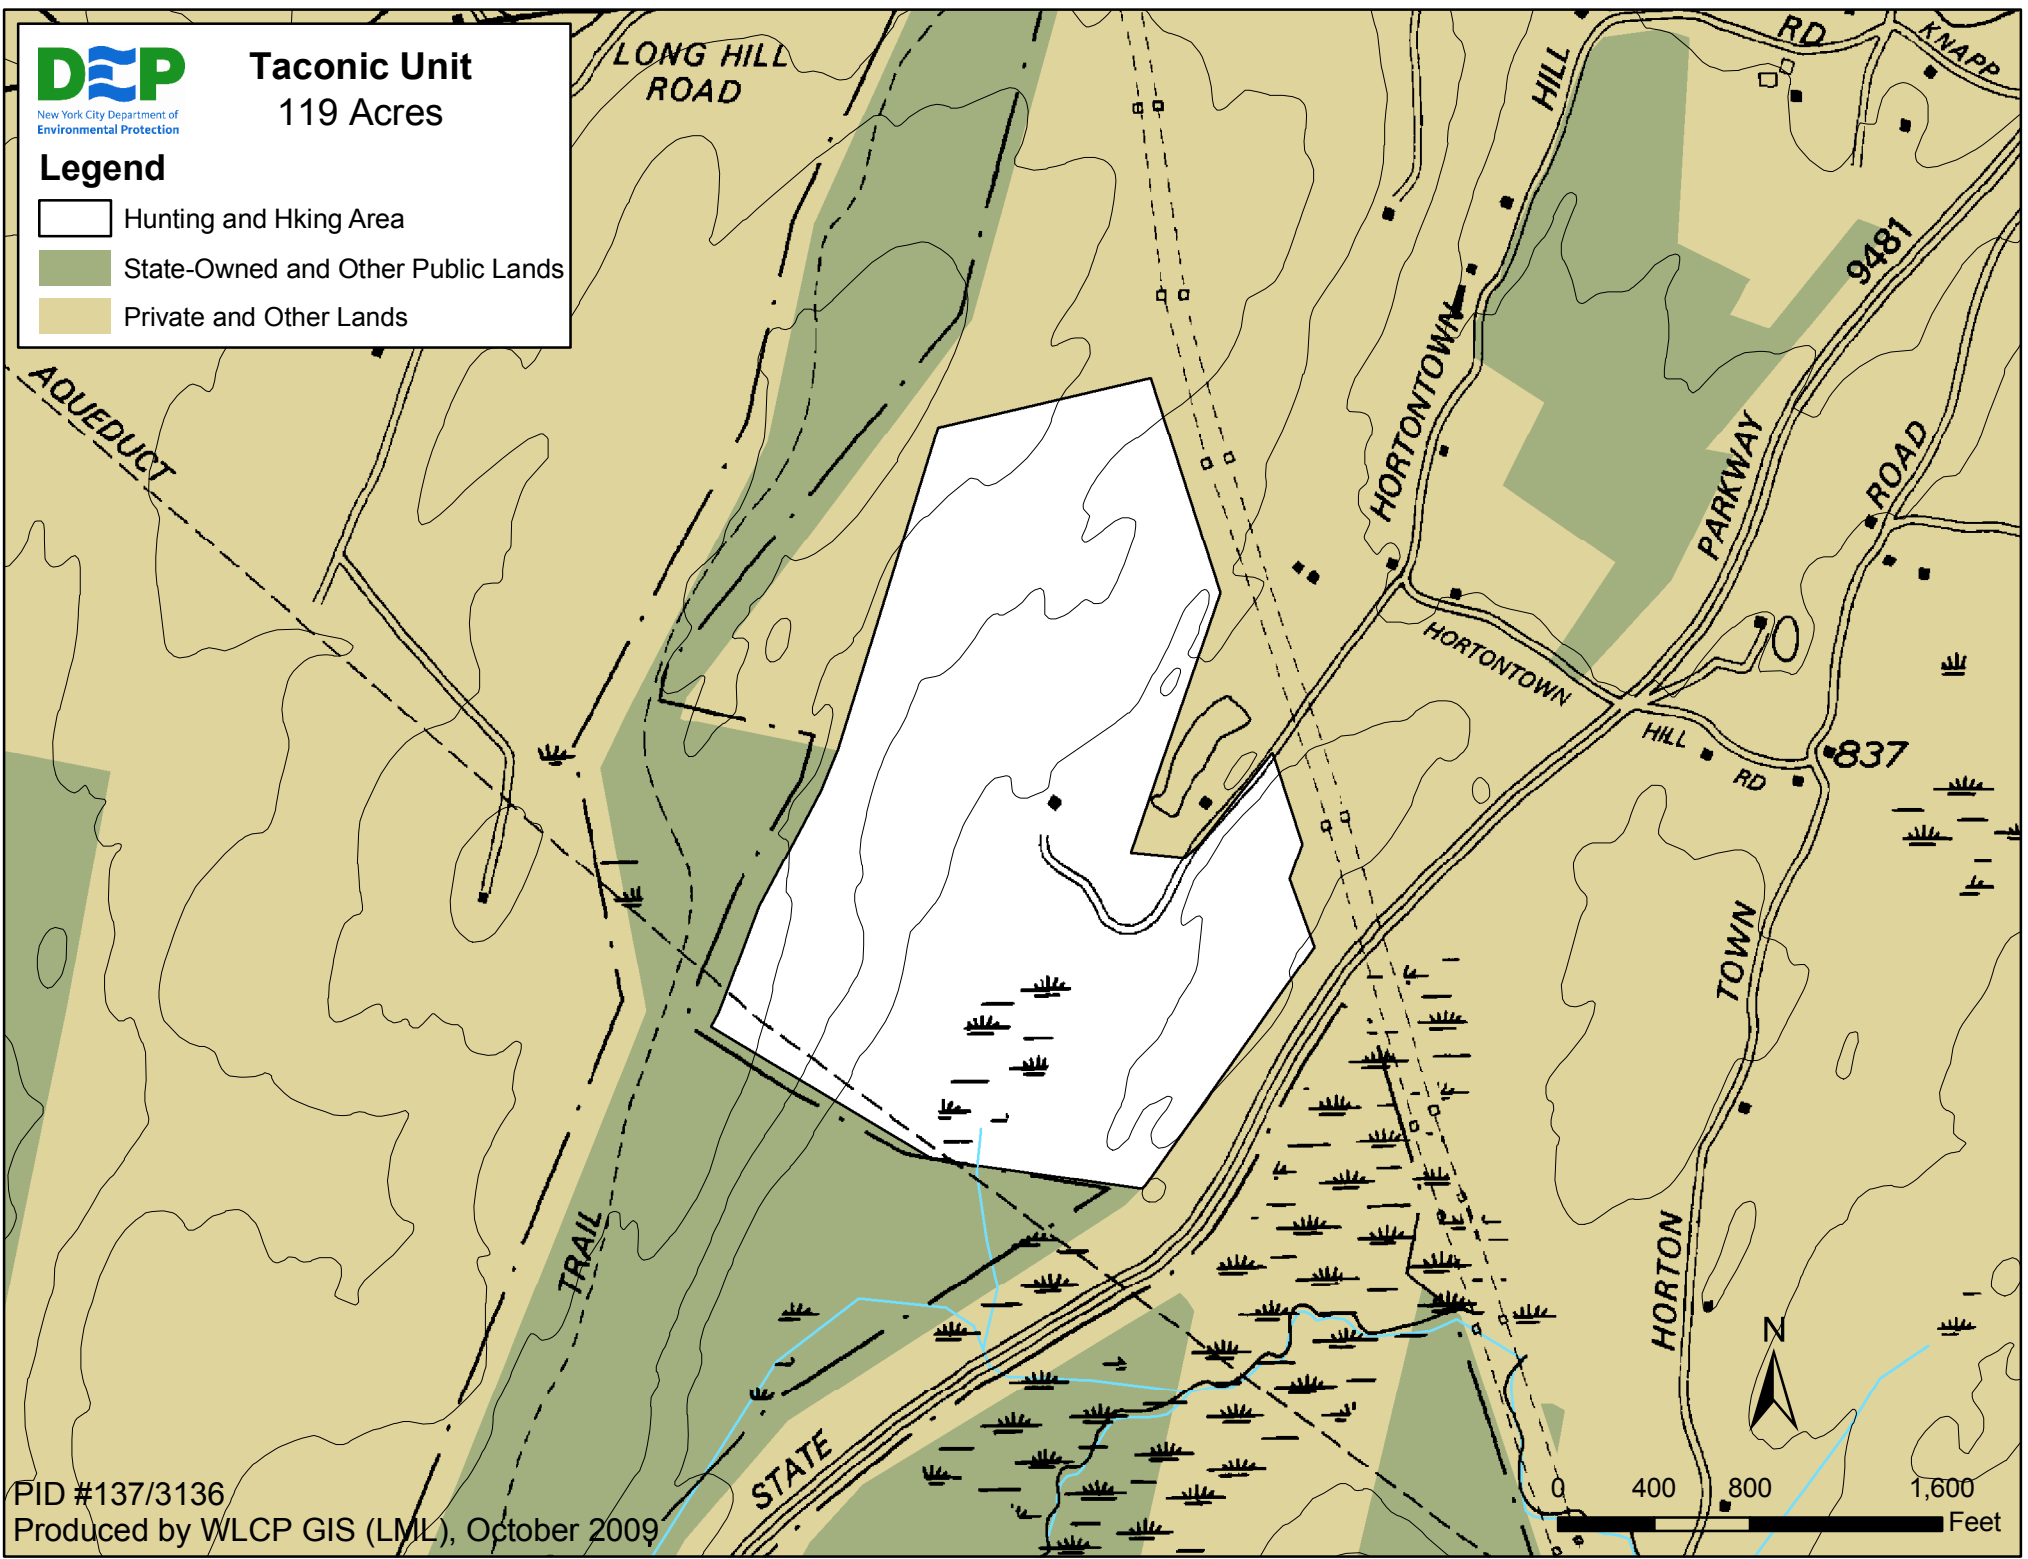 DEP
New York City Department of
Environmental Protection
Taconic Unit
119 Acres
Legend
Hunting and Hking Area
State-Owned and Other Public Lands
Private and Other Lands
LONG HILL
ROAD
HILL
RD
KNAPP
9481
AQUEDUCT
HORTONTOWN
PARKWAY
ROAD
HORTONTOWN
HILL
RD
837
TOWN
TRAIL
HORTON
STATE
N
0 400 800 1,600
Feet
PID #137/3136
Produced by WLCP GIS (LML), October 2009